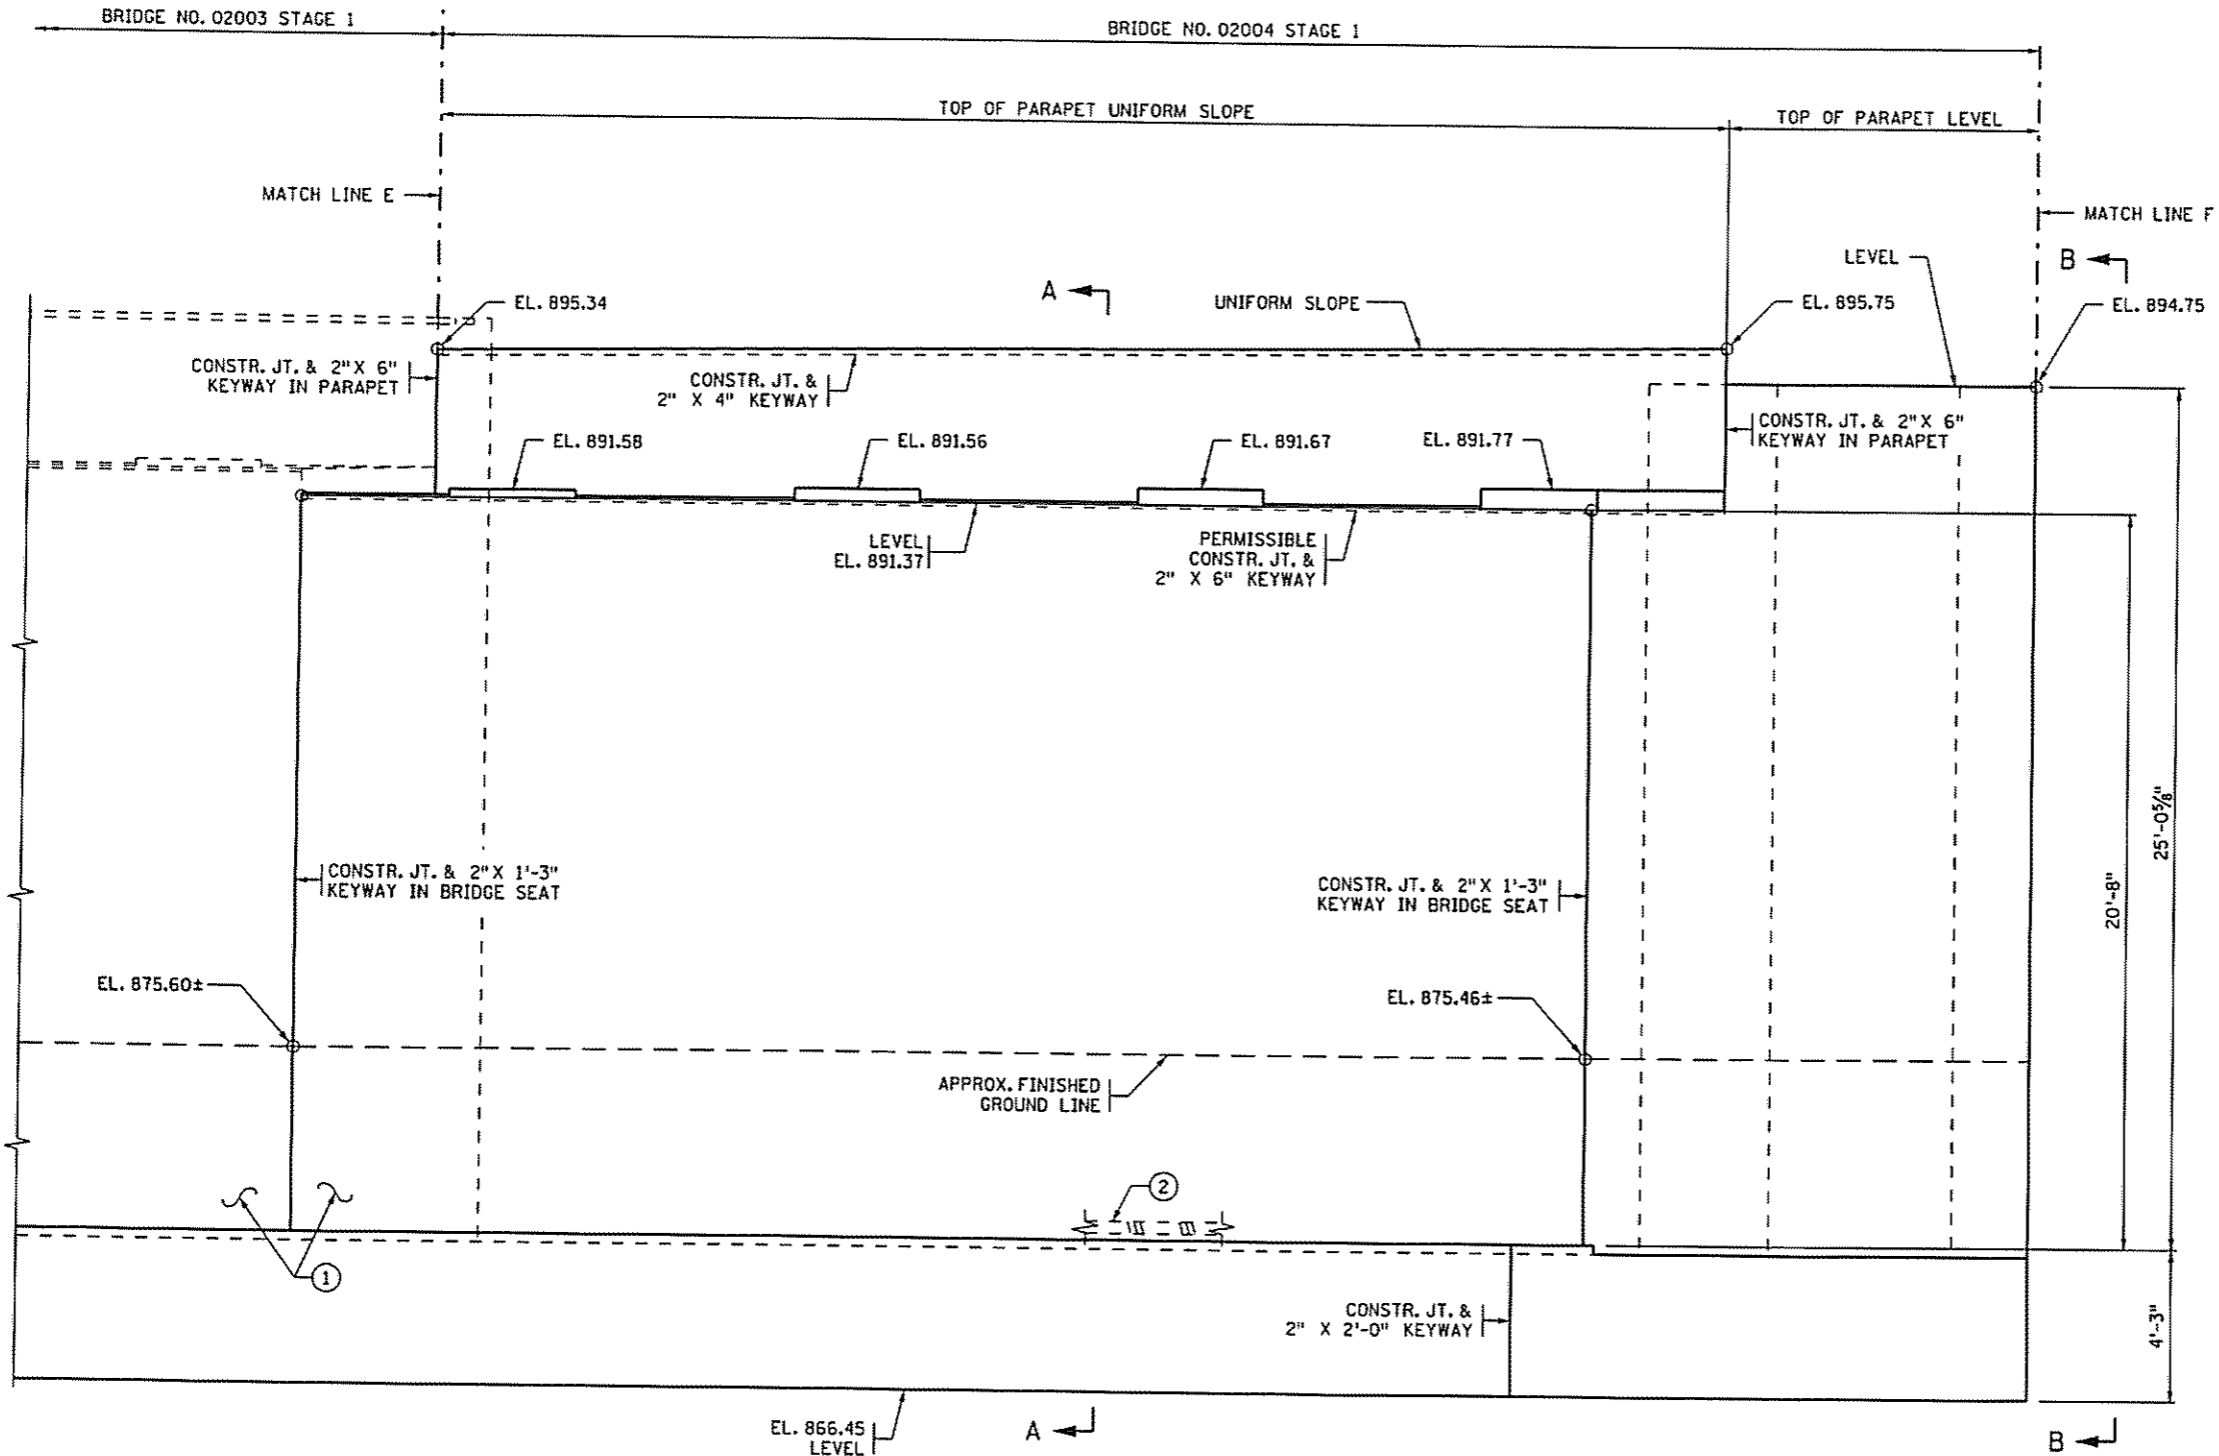 BRIDGE NO. 02003 STAGE 1
BRIDGE NO. 02004 STAGE 1
TOP OF PARAPET UNIFORM SLOPE
TOP OF PARAPET LEVEL
MATCH LINE E
MATCH LINE F
LEVEL
B
A
EL. 895.34
UNIFORM SLOPE
EL. 895.75
EL. 894.75
CONSTR. JT. & 2" X 6"
KEYWAY IN PARAPET
CONSTR. JT. &
2" X 4" KEYWAY
CONSTR. JT. & 2" X 6"
KEYWAY IN PARAPET
EL. 891.58
EL. 891.56
EL. 891.67
EL. 891.77
LEVEL
EL. 891.37
PERMISSIBLE
CONSTR. JT. &
2" X 6" KEYWAY
CONSTR. JT. & 2" X 1'-3"
KEYWAY IN BRIDGE SEAT
CONSTR. JT. & 2" X 1'-3"
KEYWAY IN BRIDGE SEAT
20'-8"
25'-0⅝"
EL. 875.60±
EL. 875.46±
APPROX. FINISHED
GROUND LINE
2
1
CONSTR. JT. &
2" X 2'-0" KEYWAY
4'-3"
EL. 866.45
LEVEL
A
B